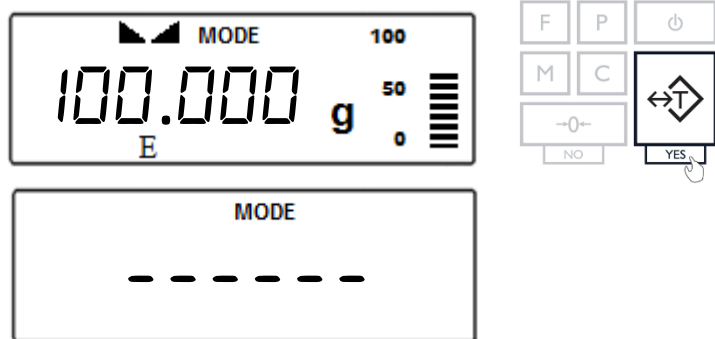 MODE 100
100.000 g 50
E 0
F P
M C
↔T
→0←
NO YES
MODE
------